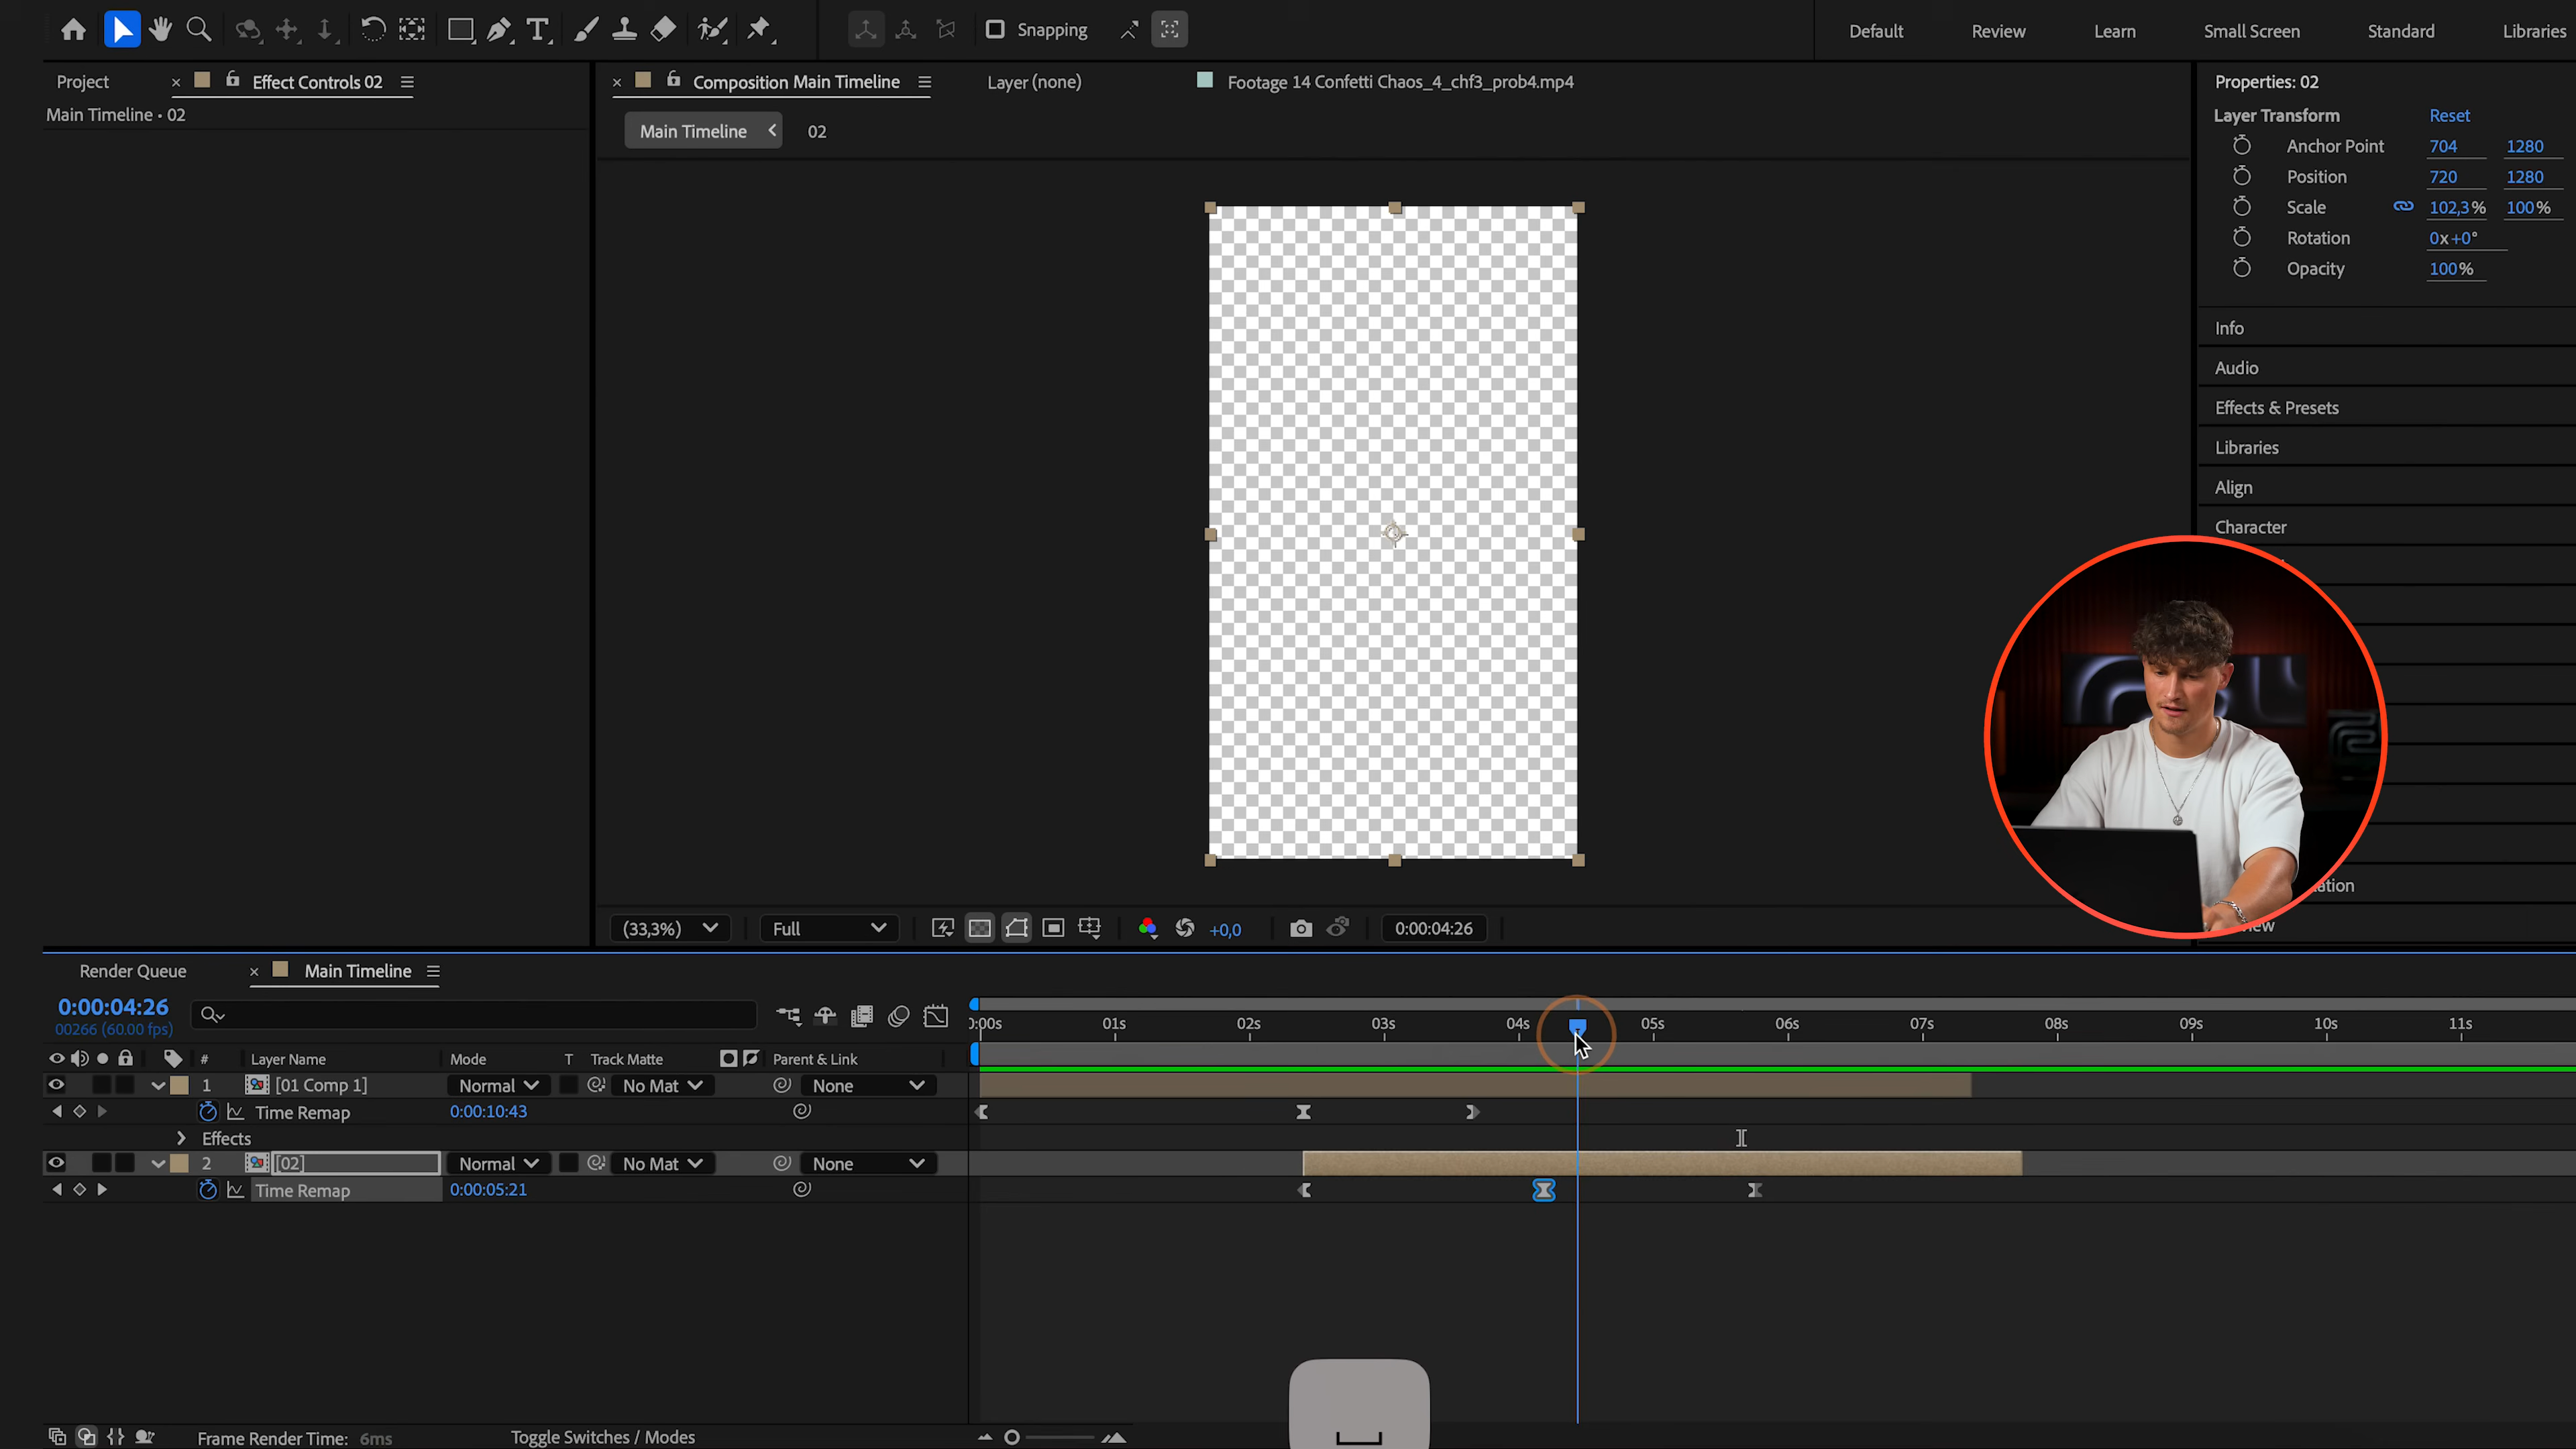 Snapping
Default Review Learn Small Screen Standard Libraries
Project × Effect Controls 02
Main Timeline • 02
× Composition Main Timeline Layer (none) Footage 14 Confetti Chaos_4_chf3_prob4.mp4
Main Timeline 02
Properties: 02
Layer Transform Reset
Anchor Point 704 1280
Position 720 1280
Scale 102,3% 100%
Rotation 0x+0°
Opacity 100%
Info
Audio
Effects & Presets
Libraries
Align
Character
(33,3%) Full +0,0 0:00:04:26
Render Queue × Main Timeline
0:00:04:26
00266 (60.00 fps)
0:00s 01s 02s 03s 04s 05s 06s 07s 08s 09s 10s 11s
# Layer Name Mode T Track Matte Parent & Link
1 [01 Comp 1] Normal No Mat None
Time Remap 0:00:10:43
Effects
2 [02] Normal No Mat None
Time Remap 0:00:05:21
Frame Render Time: 6ms Toggle Switches / Modes